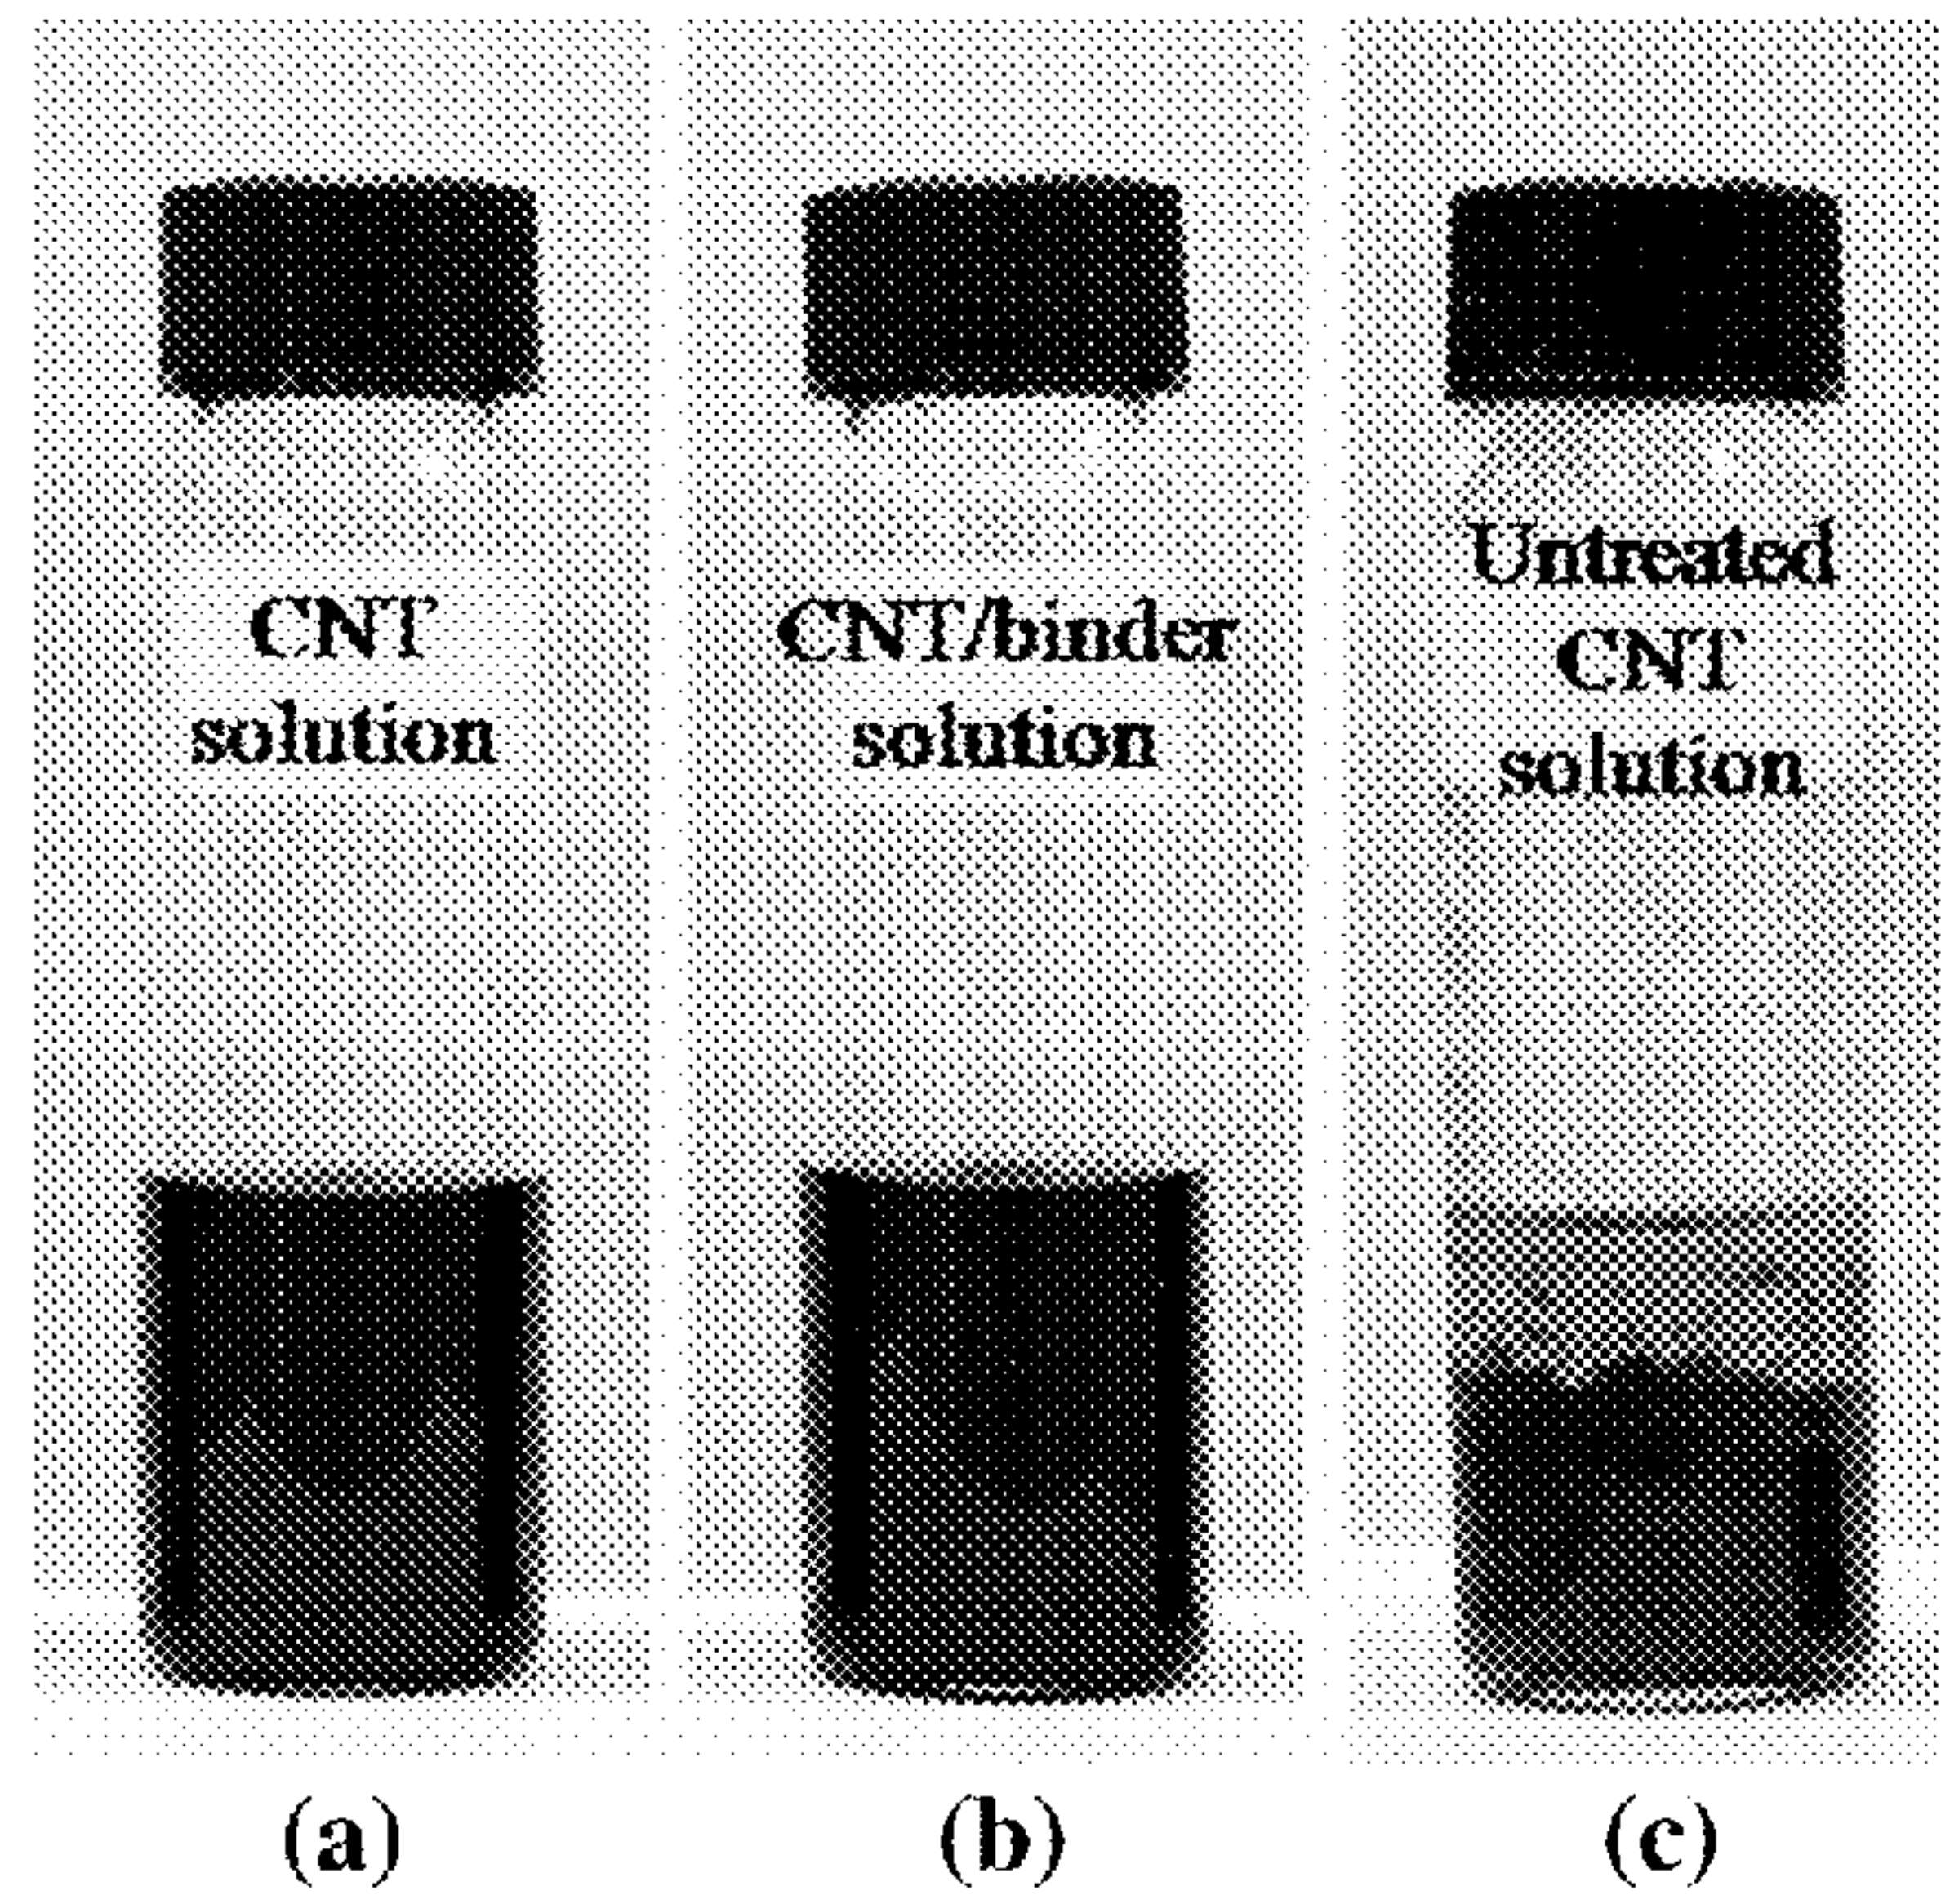 CNT
solution
CNT/binder
solution
Untreated
CNT
solution
(a)
(b)
(c)